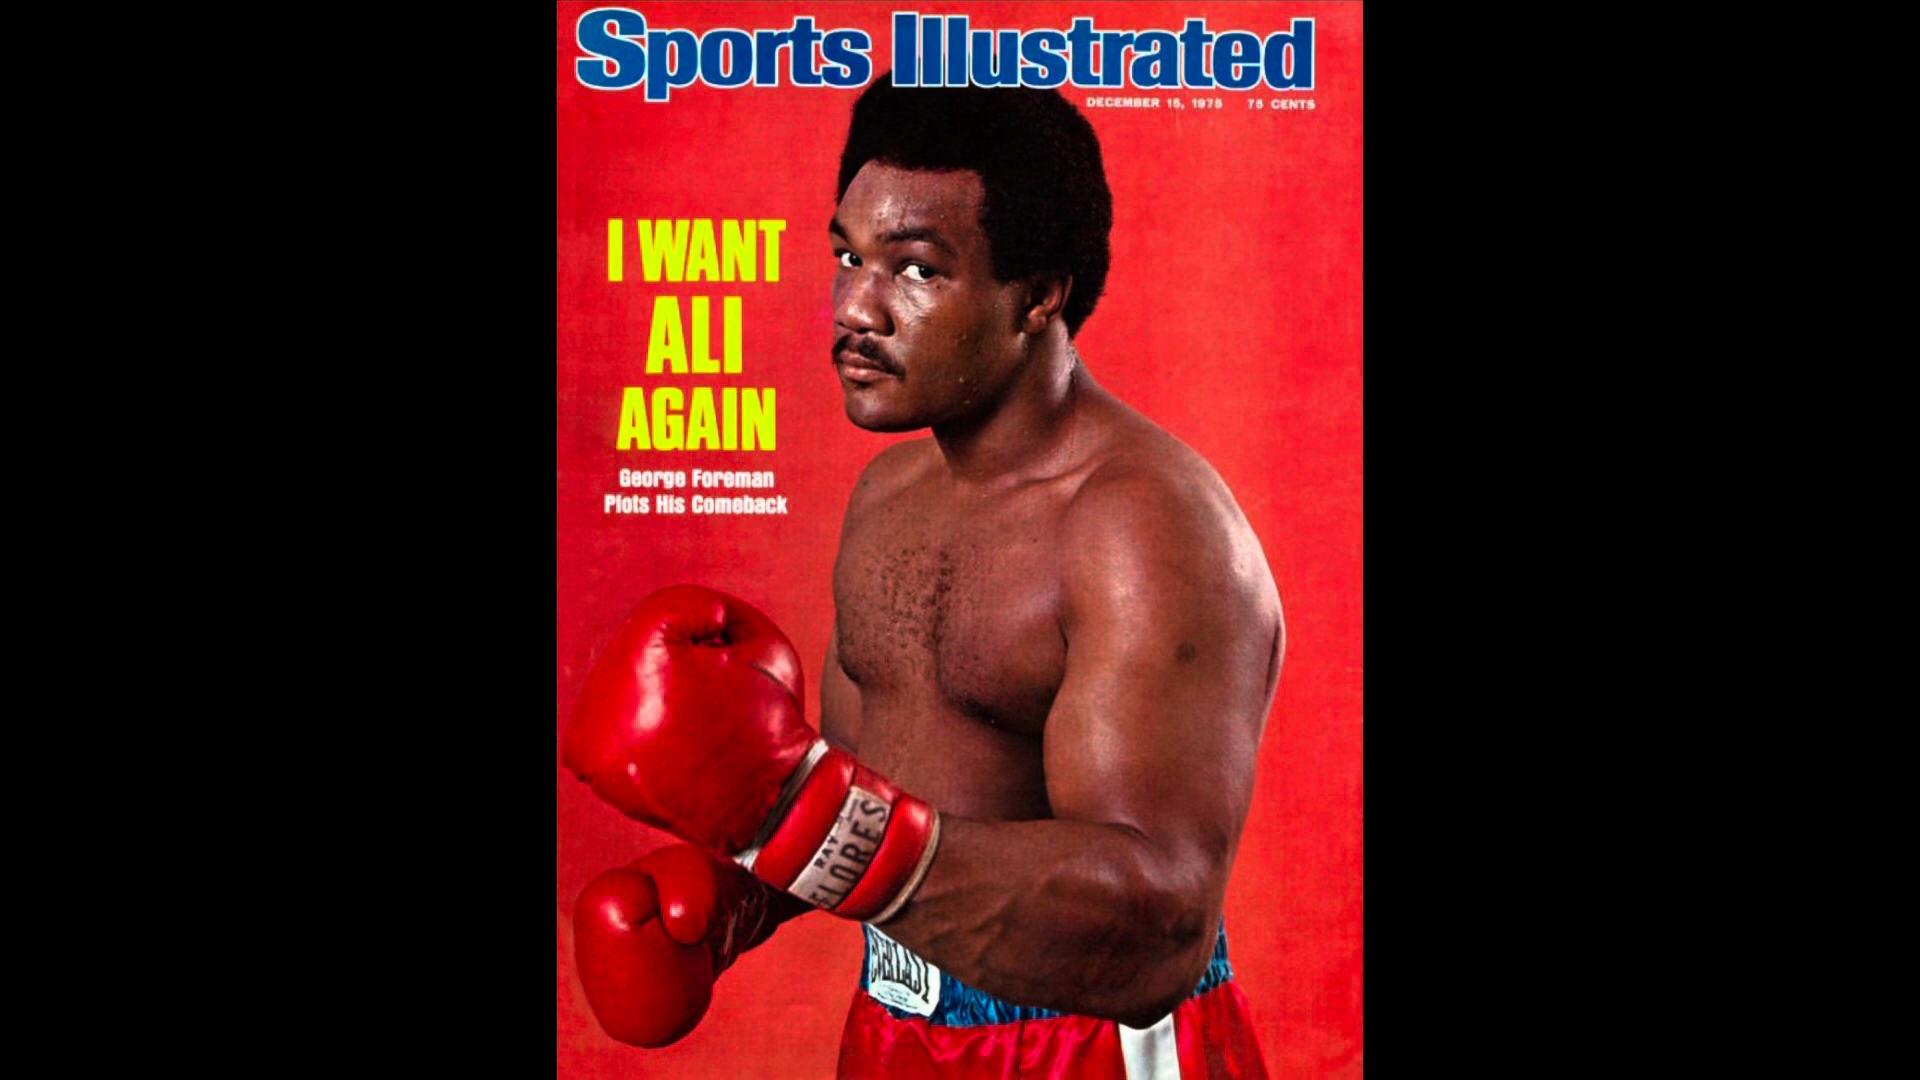 Sports Illustrated
DECEMBER 15, 1975 75 CENTS
I WANT
ALI
AGAIN
George Foreman
Plots His Comeback
RAY
FLORES
EVERLAST